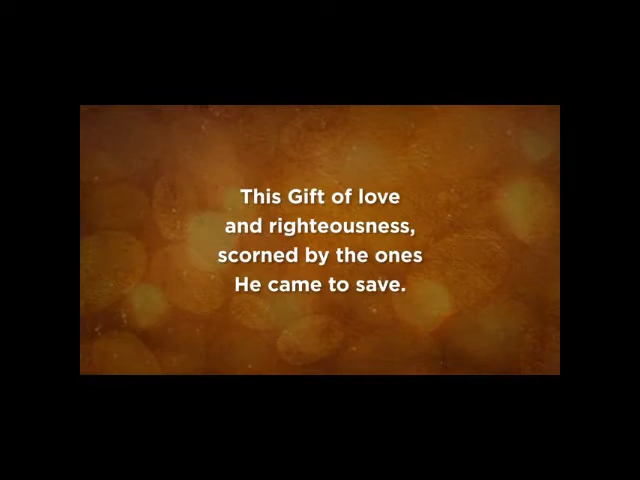 This Gift of love
and righteousness,
scorned by the ones
He came to save.